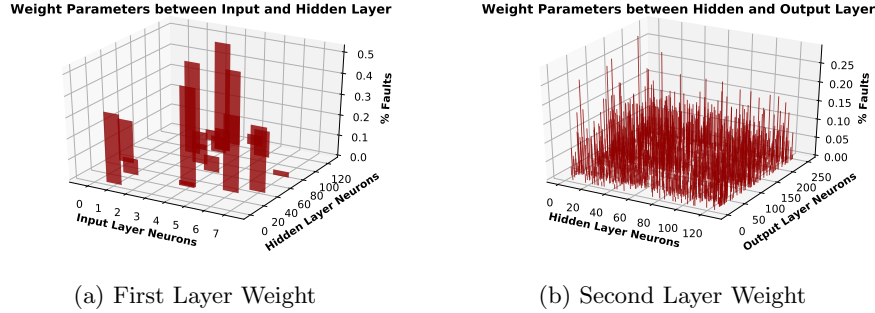 Weight Parameters between Input and Hidden Layer
0.5
0.4
0.3
0.2
0.1
0.0
% Faults
0 1 2 3 4 5 6 7
Input Layer Neurons
0 20 40 60 80 100 120
Hidden Layer Neurons
(a) First Layer Weight
Weight Parameters between Hidden and Output Layer
0.25
0.20
0.15
0.10
0.05
0.00
% Faults
0 20 40 60 80 100 120
Hidden Layer Neurons
0 50 100 150 200 250
Output Layer Neurons
(b) Second Layer Weight